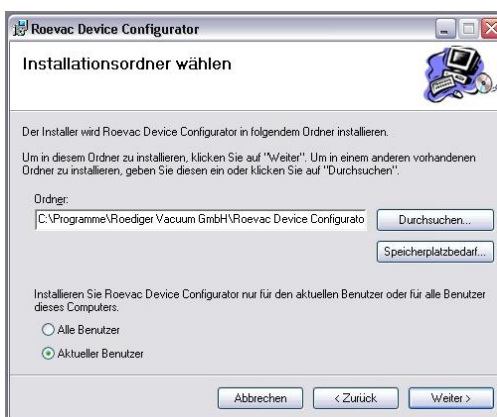 Roevac Device Configurator
Installationsordner wählen
Der Installer wird Roevac Device Configurator in folgendem Ordner installieren.
Um in diesem Ordner zu installieren, klicken Sie auf "Weiter". Um in einem anderen vorhandenen
Ordner zu installieren, geben Sie diesen ein oder klicken Sie auf "Durchsuchen".
Ordner:
C:\Programme\Roediger Vacuum GmbH\Roevac Device Configurato
Durchsuchen...
Speicherplatzbedarf...
Installieren Sie Roevac Device Configurator nur für den aktuellen Benutzer oder für alle Benutzer
dieses Computers.
Alle Benutzer
Aktueller Benutzer
Abbrechen
< Zurück
Weiter >